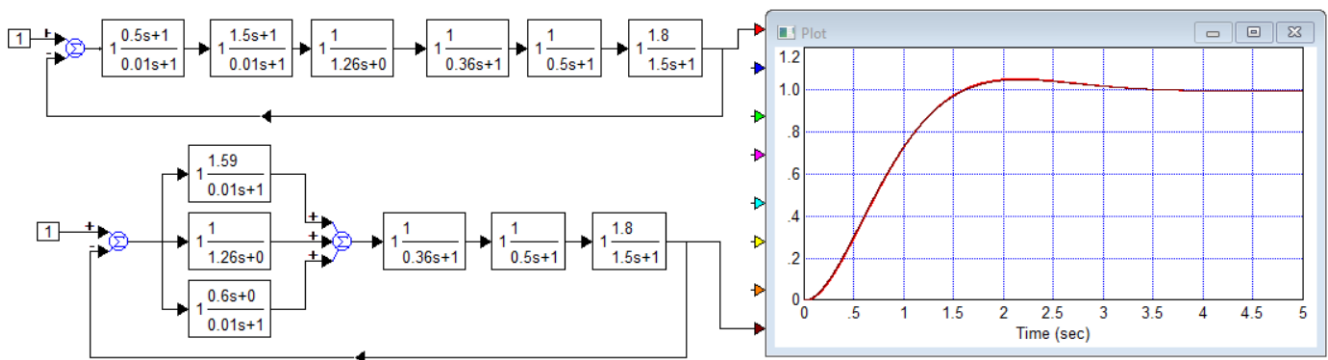 1
+
-
Σ
1 0.5s+1 / 0.01s+1
1 1.5s+1 / 0.01s+1
1 1 / 1.26s+0
1 1 / 0.36s+1
1 1 / 0.5s+1
1 1.8 / 1.5s+1
1
+
-
Σ
1 1.59 / 0.01s+1
1 1 / 1.26s+0
1 0.6s+0 / 0.01s+1
+
+
+
Σ
1 1 / 0.36s+1
1 1 / 0.5s+1
1 1.8 / 1.5s+1
Plot
1.2
1.0
.8
.6
.4
.2
0
0 .5 1 1.5 2 2.5 3 3.5 4 4.5 5
Time (sec)